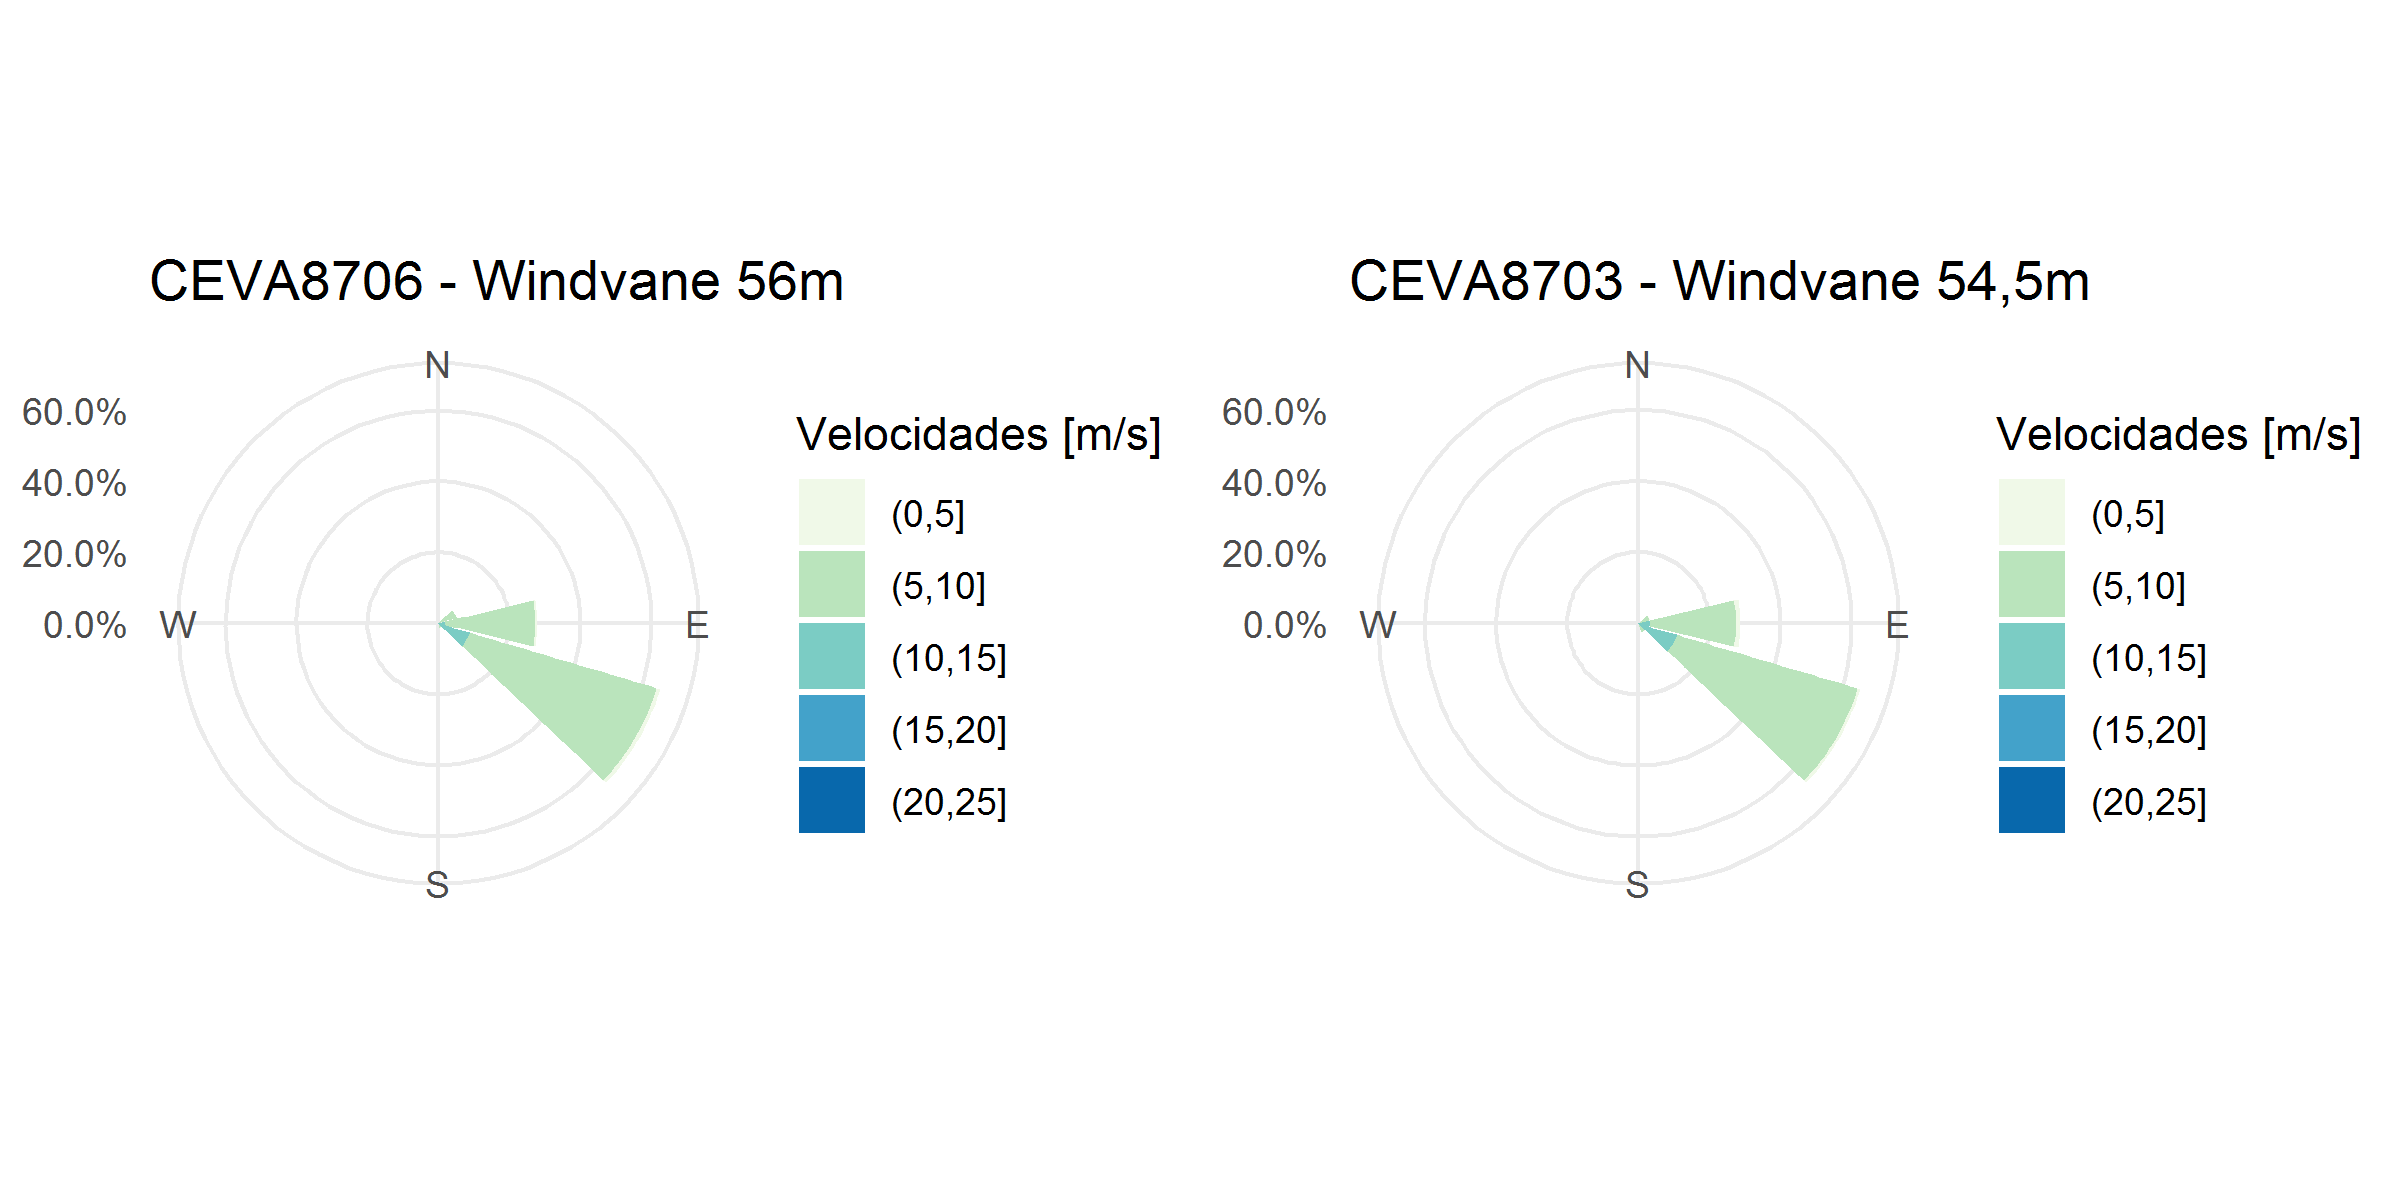 CEVA8706 - Windvane 56m
N
60.0%
40.0%
20.0%
0.0%
W
E
S
Velocidades [m/s]
(0,5]
(5,10]
(10,15]
(15,20]
(20,25]
CEVA8703 - Windvane 54,5m
N
60.0%
40.0%
20.0%
0.0%
W
E
S
Velocidades [m/s]
(0,5]
(5,10]
(10,15]
(15,20]
(20,25]